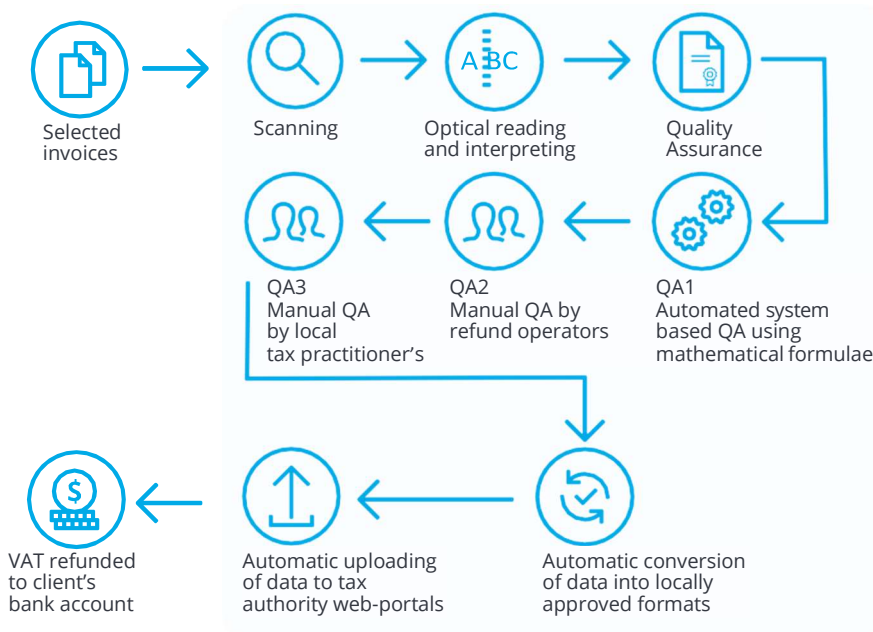 Selected
invoices
Scanning
A BC
Optical reading
and interpreting
Quality
Assurance
QA3
Manual QA
by local
tax practitioner’s
QA2
Manual QA by
refund operators
QA1
Automated system
based QA using
mathematical formulae
$
VAT refunded
to client’s
bank account
Automatic uploading
of data to tax
authority web-portals
Automatic conversion
of data into locally
approved formats